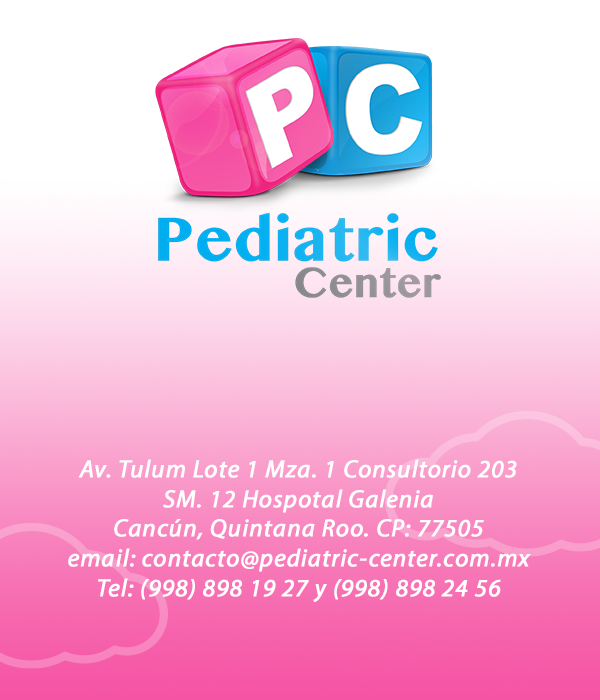 P C
Pediatric
Center
Av. Tulum Lote 1 Mza. 1 Consultorio 203
SM. 12 Hospotal Galenia
Cancún, Quintana Roo. CP: 77505
email: contacto@pediatric-center.com.mx
Tel: (998) 898 19 27 y (998) 898 24 56